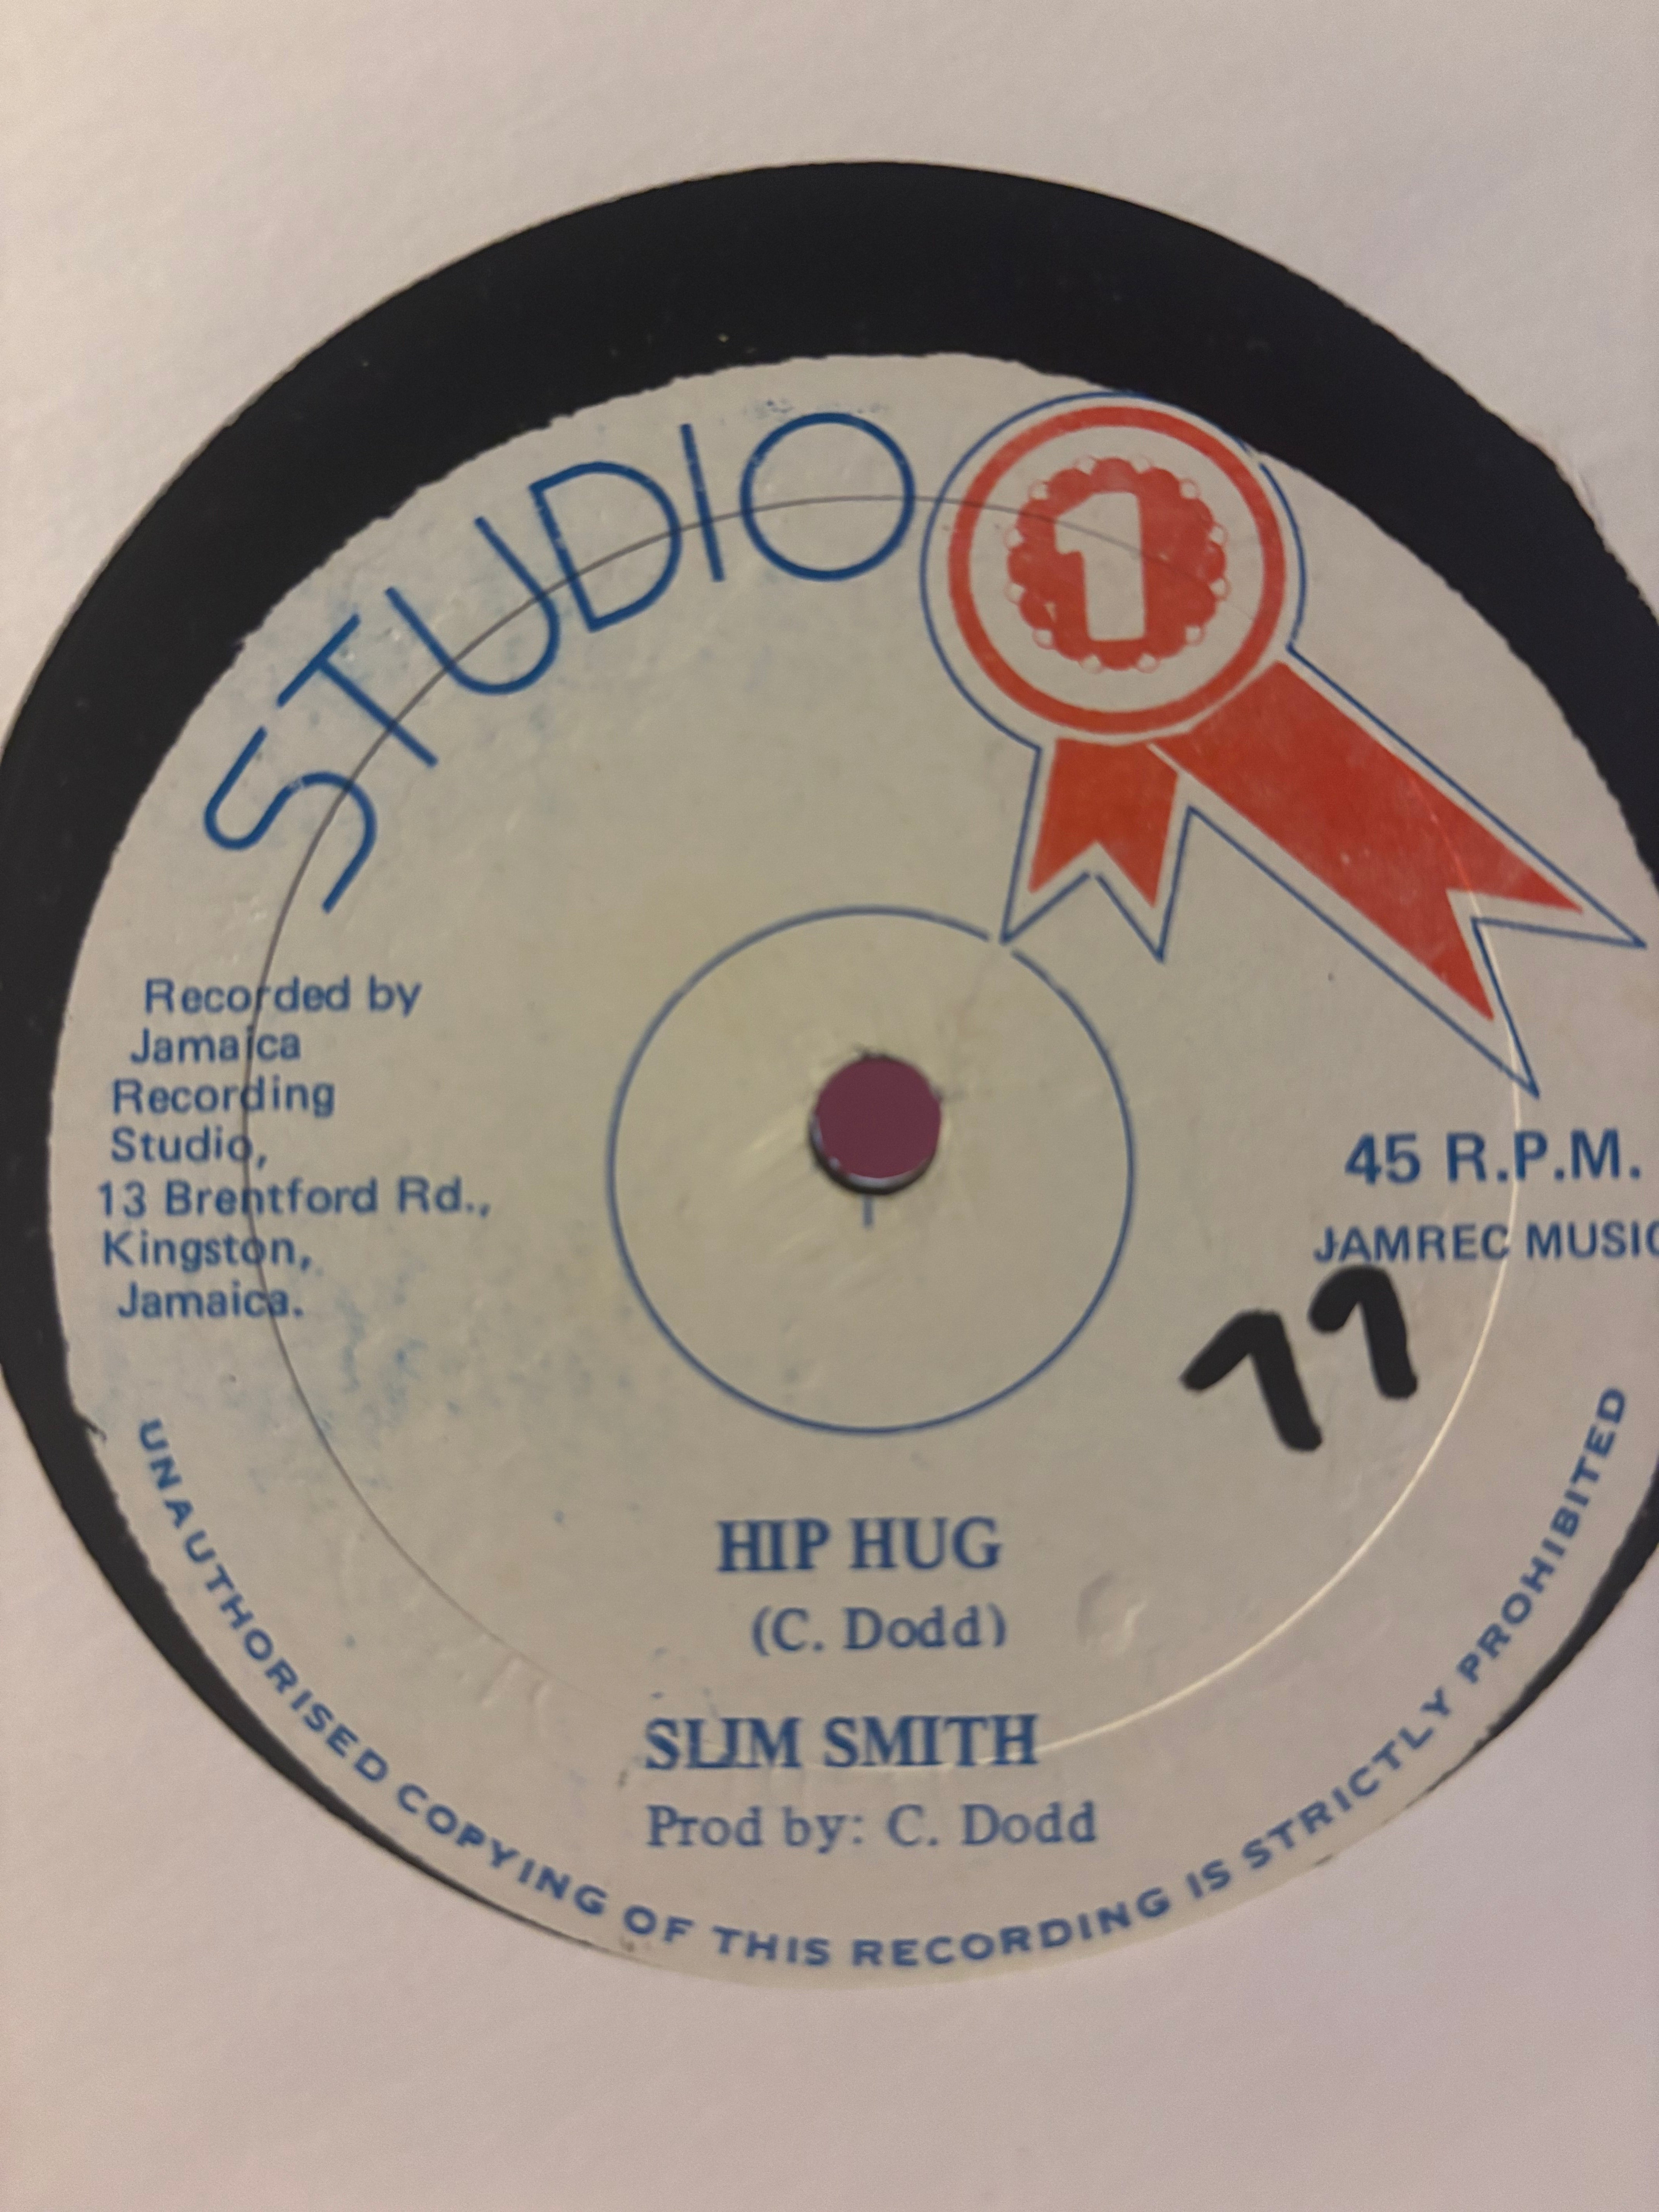 STUDIO 1
Recorded by
Jamaica
Recording
Studio,
13 Brentford Rd.,
Kingston,
Jamaica.
45 R.P.M.
JAMREC MUSIC
77
HIP HUG
(C. Dodd)
SLIM SMITH
Prod by: C. Dodd
UNAUTHORISED COPYING OF THIS RECORDING IS STRICTLY PROHIBITED